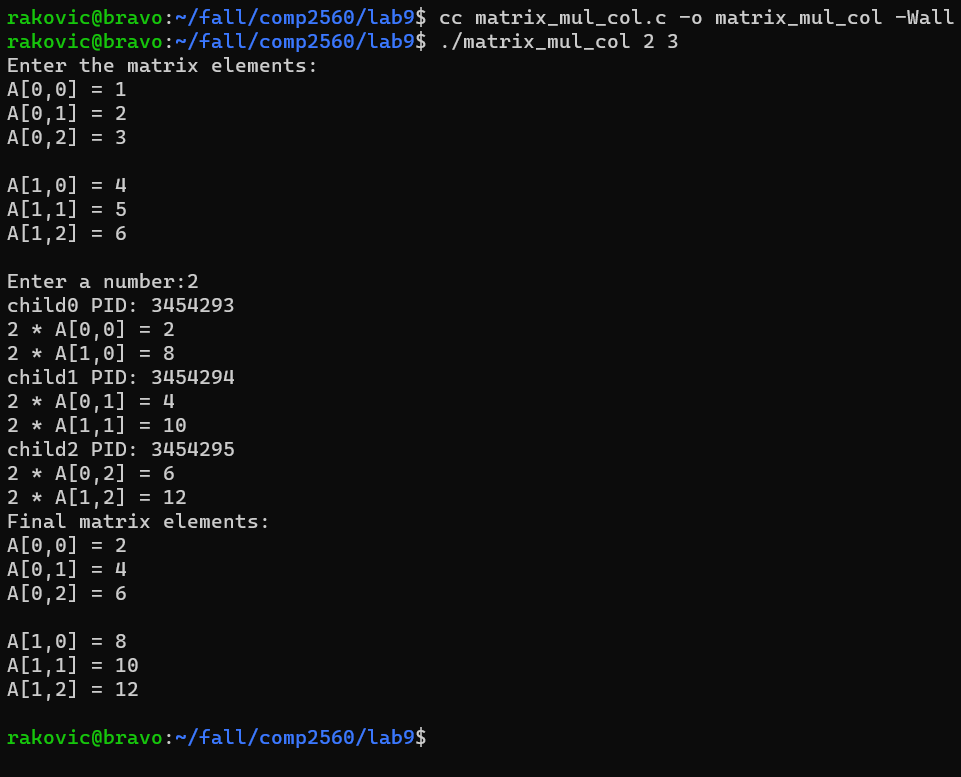 rakovic@bravo:~/fall/comp2560/lab9$ cc matrix_mul_col.c -o matrix_mul_col -Wall
rakovic@bravo:~/fall/comp2560/lab9$ ./matrix_mul_col 2 3
Enter the matrix elements:
A[0,0] = 1
A[0,1] = 2
A[0,2] = 3
A[1,0] = 4
A[1,1] = 5
A[1,2] = 6
Enter a number:2
child0 PID: 3454293
2 * A[0,0] = 2
2 * A[1,0] = 8
child1 PID: 3454294
2 * A[0,1] = 4
2 * A[1,1] = 10
child2 PID: 3454295
2 * A[0,2] = 6
2 * A[1,2] = 12
Final matrix elements:
A[0,0] = 2
A[0,1] = 4
A[0,2] = 6
A[1,0] = 8
A[1,1] = 10
A[1,2] = 12
rakovic@bravo:~/fall/comp2560/lab9$